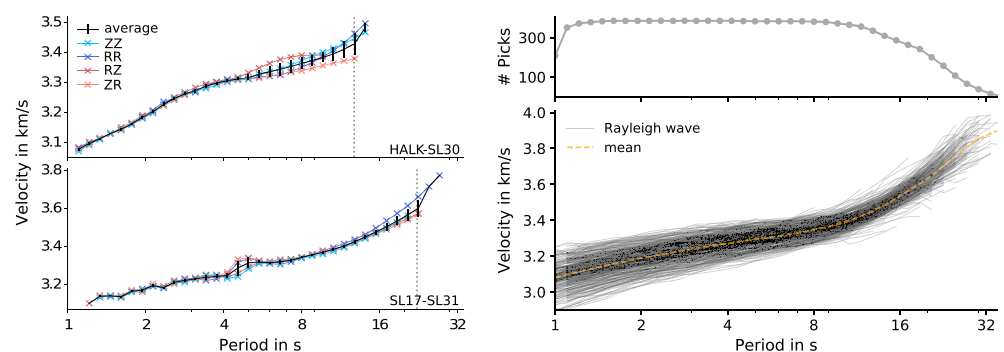 3.5
3.4
3.3
3.2
3.1
average
ZZ
RR
RZ
ZR
HALK-SL30
Velocity in km/s
3.8
3.6
3.4
3.2
SL17-SL31
1 2 4 8 16 32
Period in s
300
100
# Picks
4.0
3.8
3.6
3.4
3.2
3.0
Rayleigh wave
mean
Velocity in km/s
1 2 4 8 16 32
Period in s